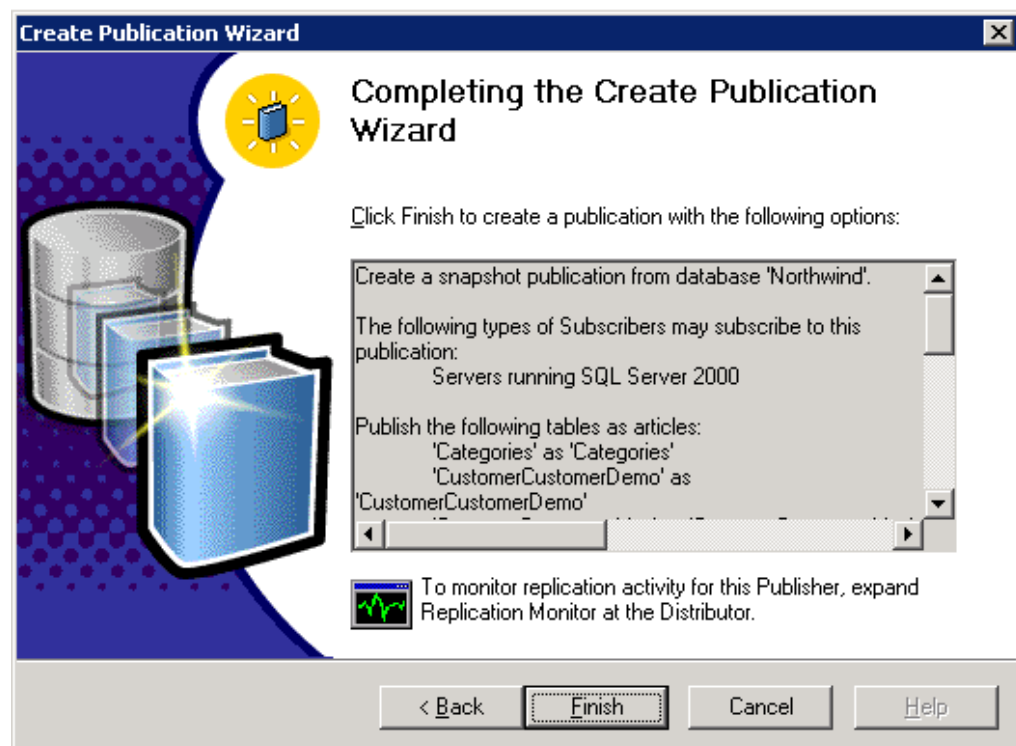 Create Publication Wizard
Completing the Create Publication
Wizard
Click Finish to create a publication with the following options:
Create a snapshot publication from database 'Northwind'.
The following types of Subscribers may subscribe to this
publication:
Servers running SQL Server 2000
Publish the following tables as articles:
'Categories' as 'Categories'
'CustomerCustomerDemo' as
'CustomerCustomerDemo'
To monitor replication activity for this Publisher, expand
Replication Monitor at the Distributor.
< Back
Finish
Cancel
Help